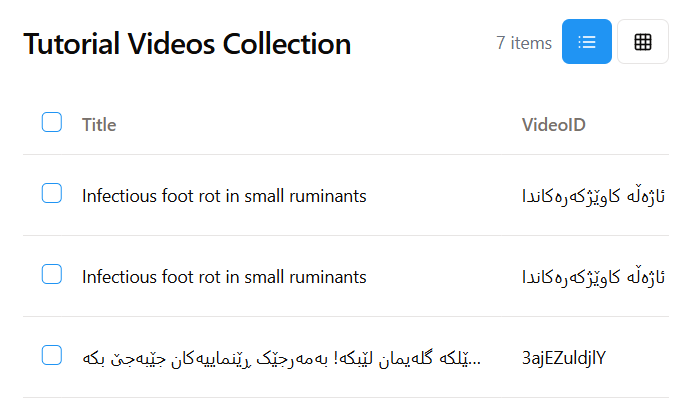 Tutorial Videos Collection
7 items
Title VideoID
Infectious foot rot in small ruminants ئاژەڵە کاوێژکەرەکاندا
Infectious foot rot in small ruminants ئاژەڵە کاوێژکەرەکاندا
ێلکە گلەیمان لێبکە! بەمەرجێک ڕێنماییەکان جێبەجێ بکە... 3ajEZuldjlY